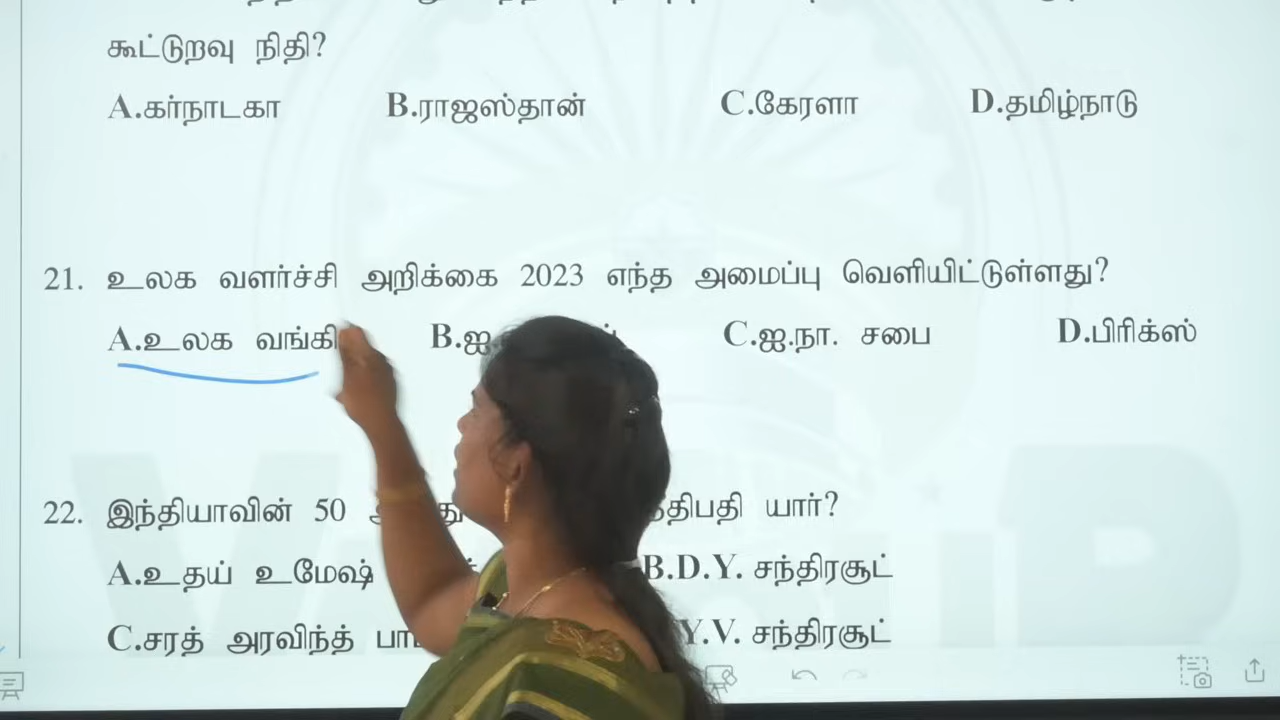 கூட்டுறவு நிதி?
A.கர்நாடகா B.ராஜஸ்தான் C.கேரளா D.தமிழ்நாடு
21. உலக வளர்ச்சி அறிக்கை 2023 எந்த அமைப்பு வெளியிட்டுள்ளது?
A.உலக வங்கி B.ஐ C.ஐ.நா. சபை D.பிரிக்ஸ்
22. இந்தியாவின் 50 யார்?
A.உதய் உமேஷ் B.D.Y. சந்திரசூட்
C.சரத் அரவிந்த் Y.V. சந்திரசூட்